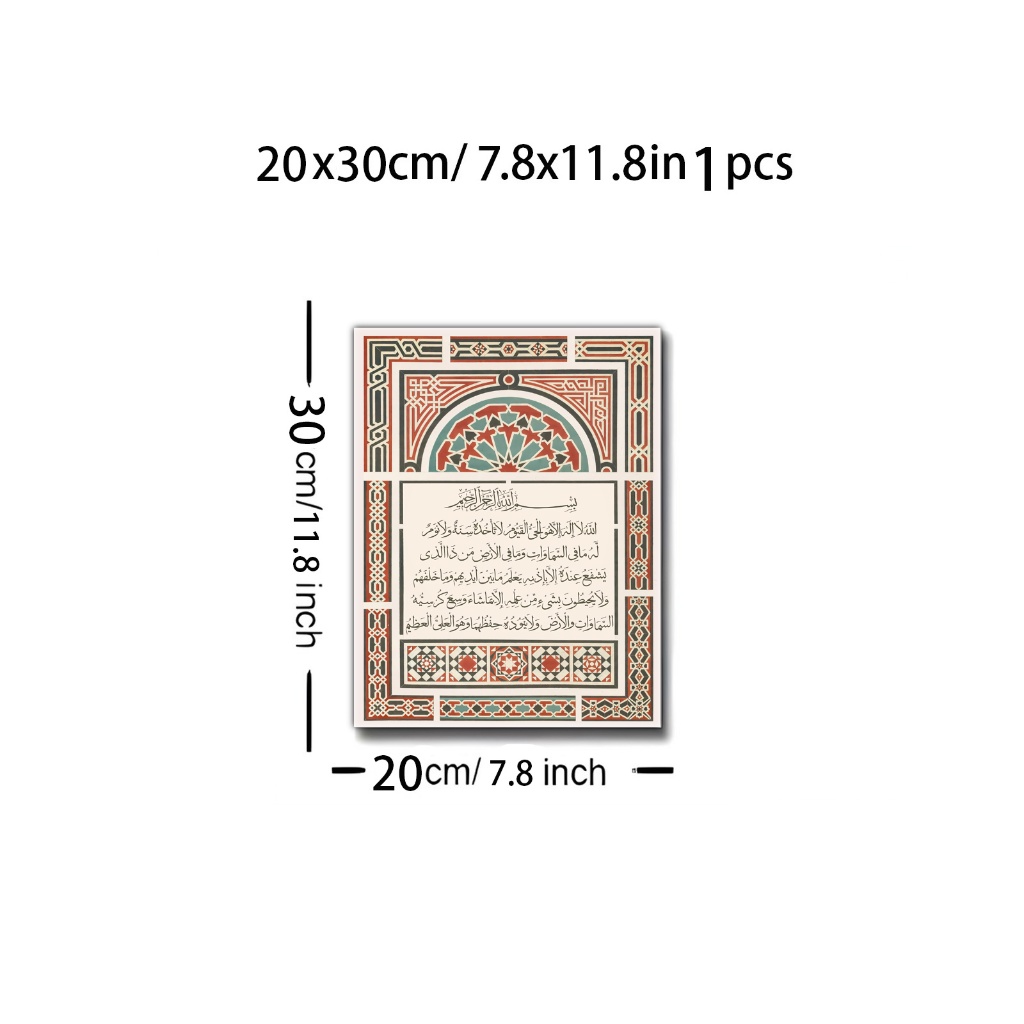 20x30cm/ 7.8x11.8in 1 pcs
30 cm/11.8 inch
بسم الله الرحمن الرحيم
الله لا إله إلا هو الحي القيوم لا تأخذه سنة ولا نوم
له ما في السماوات وما في الأرض من ذا الذي
يشفع عنده إلا بإذنه يعلم ما بين أيديهم وما خلفهم
ولا يحيطون بشيء من علمه إلا بما شاء وسع كرسيه
السماوات والأرض ولا يئوده حفظهما وهو العلي العظيم
20cm/ 7.8 inch